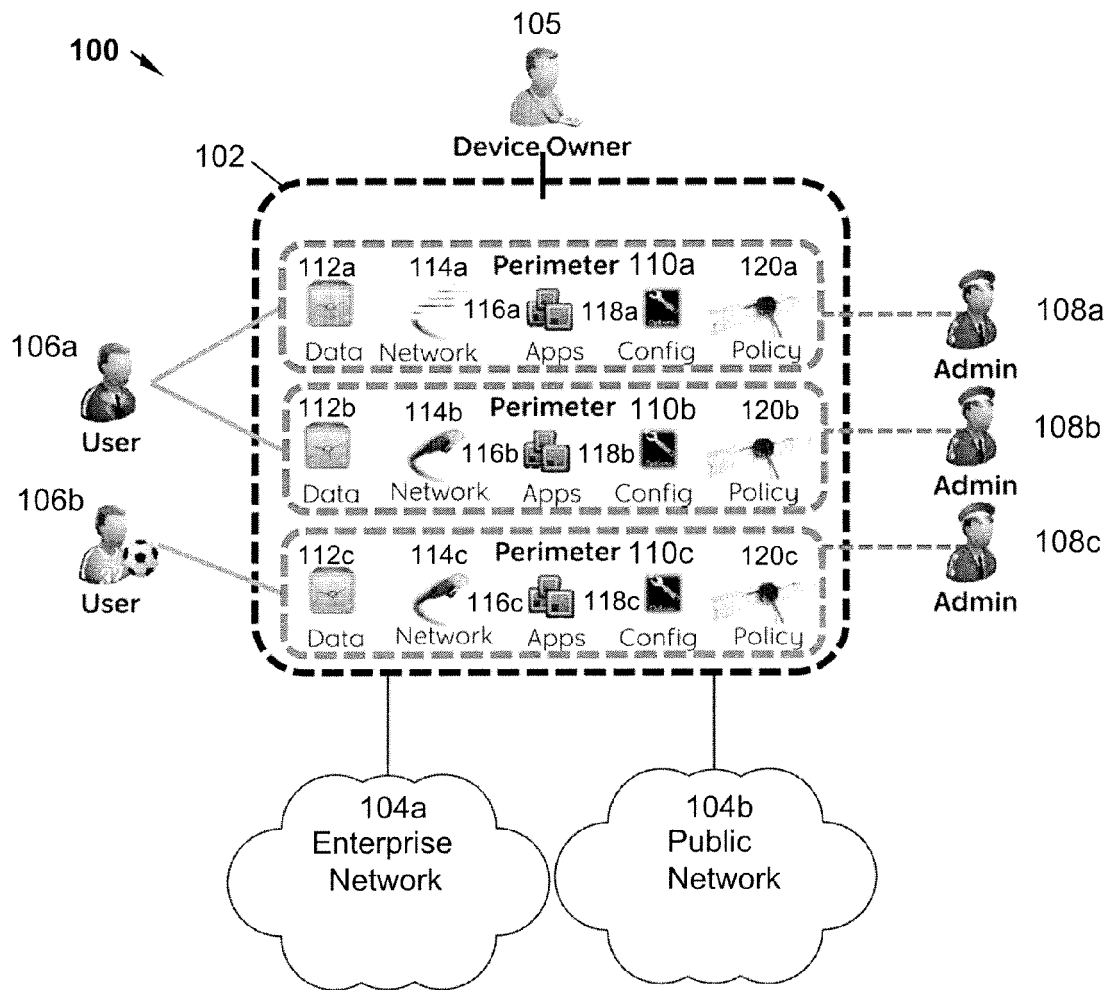 100
105
Device Owner
102
112a 114a Perimeter 110a 120a
116a 118a
Data Network Apps Config Policy
106a
User
108a
Admin
112b 114b Perimeter 110b 120b
116b 118b
Data Network Apps Config Policy
108b
Admin
106b
User
112c 114c Perimeter 110c 120c
116c 118c
Data Network Apps Config Policy
108c
Admin
104a
Enterprise
Network
104b
Public
Network